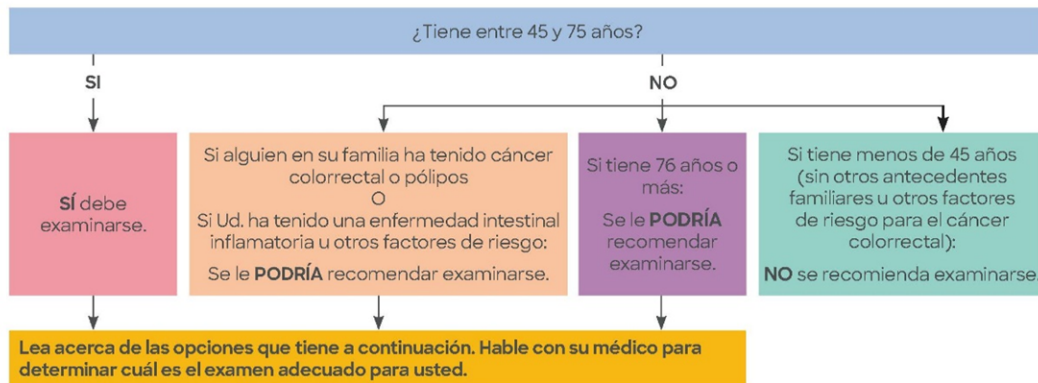 ¿Tiene entre 45 y 75 años?
SI
NO
SÍ debe
examinarse.
Si alguien en su familia ha tenido cáncer
colorrectal o pólipos
O
Si Ud. ha tenido una enfermedad intestinal
inflamatoria u otros factores de riesgo:
Se le PODRÍA recomendar examinarse.
Si tiene 76 años o
más:
Se le PODRÍA
recomendar
examinarse.
Si tiene menos de 45 años
(sin otros antecedentes
familiares u otros factores
de riesgo para el cáncer
colorrectal):
NO se recomienda examinarse.
Lea acerca de las opciones que tiene a continuación. Hable con su médico para
determinar cuál es el examen adecuado para usted.